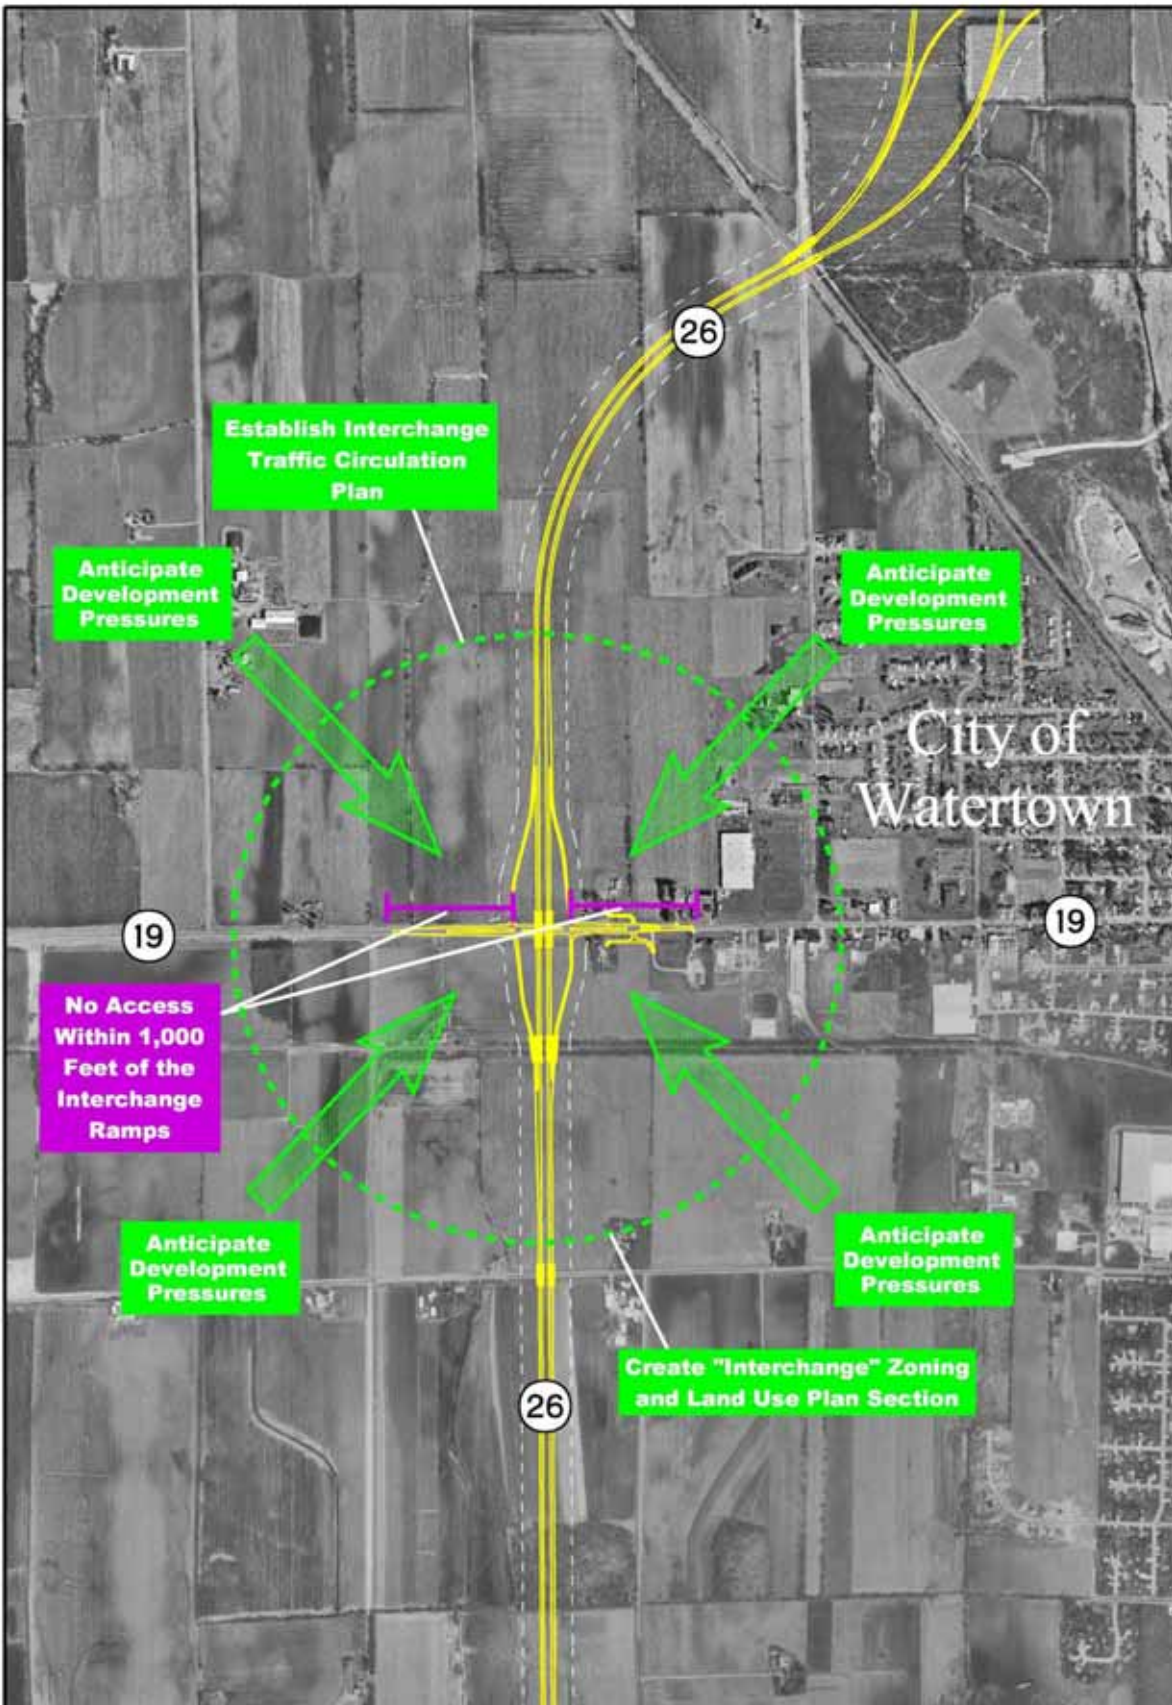 26
Establish Interchange
Traffic Circulation
Plan
Anticipate
Development
Pressures
Anticipate
Development
Pressures
City of
Watertown
19
19
No Access
Within 1,000
Feet of the
Interchange
Ramps
Anticipate
Development
Pressures
Anticipate
Development
Pressures
Create "Interchange" Zoning
and Land Use Plan Section
26